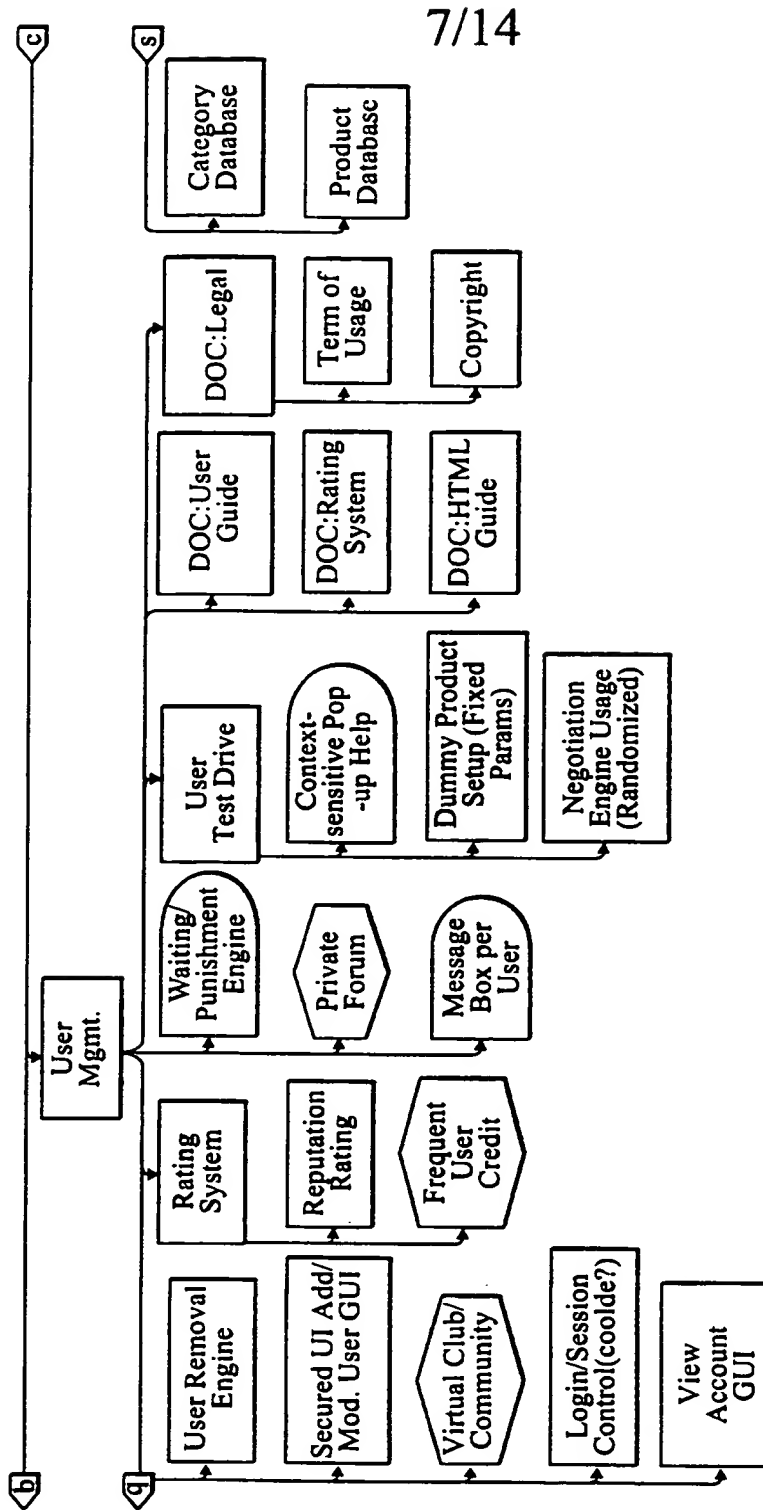 7/14
b
c
User
Mgmt.
q
s
User Removal
Engine
Secured UI Add/
Mod. User GUI
Virtual Club/
Community
Login/Session
Control(coolde?)
View
Account
GUI
Rating
System
Reputation
Rating
Frequent
User
Credit
Waiting/
Punishment
Engine
Private
Forum
Message
Box per
User
User
Test Drive
Context-
sensitive Pop
-up Help
Dummy Product
Setup (Fixed
Params)
Negotiation
Engine Usage
(Randomized)
DOC:User
Guide
DOC:Rating
System
DOC:HTML
Guide
DOC:Legal
Term of
Usage
Copyright
Category
Database
Product
Databasc